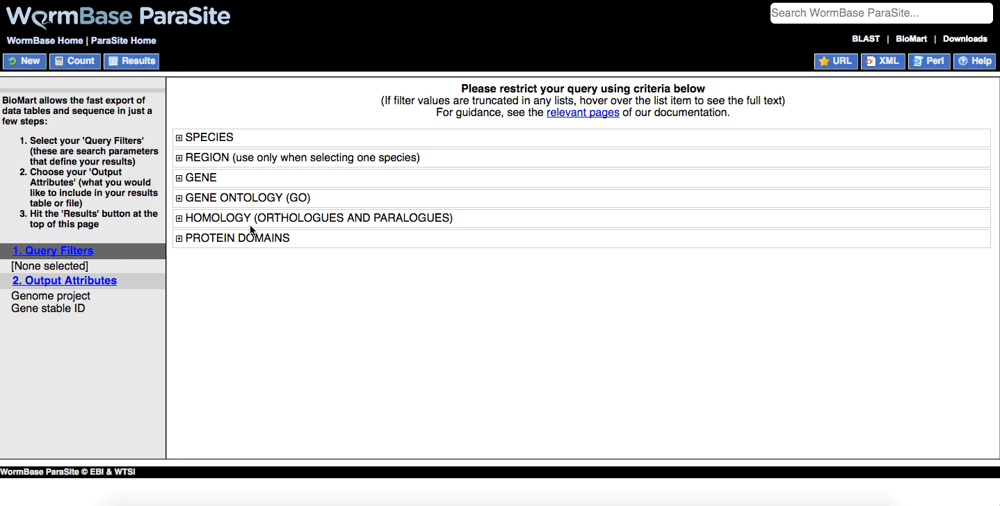 WormBase ParaSite
Search WormBase ParaSite...
WormBase Home | ParaSite Home
BLAST | BioMart | Downloads
New Count Results
URL XML Perl Help
BioMart allows the fast export of
data tables and sequence in just a
few steps:
1. Select your 'Query Filters'
(these are search parameters
that define your results)
2. Choose your 'Output
Attributes' (what you would
like to include in your results
table or file)
3. Hit the 'Results' button at the
top of this page
1. Query Filters
[None selected]
2. Output Attributes
Genome project
Gene stable ID
Please restrict your query using criteria below
(If filter values are truncated in any lists, hover over the list item to see the full text)
For guidance, see the relevant pages of our documentation.
SPECIES
REGION (use only when selecting one species)
GENE
GENE ONTOLOGY (GO)
HOMOLOGY (ORTHOLOGUES AND PARALOGUES)
PROTEIN DOMAINS
WormBase ParaSite © EBI & WTSI